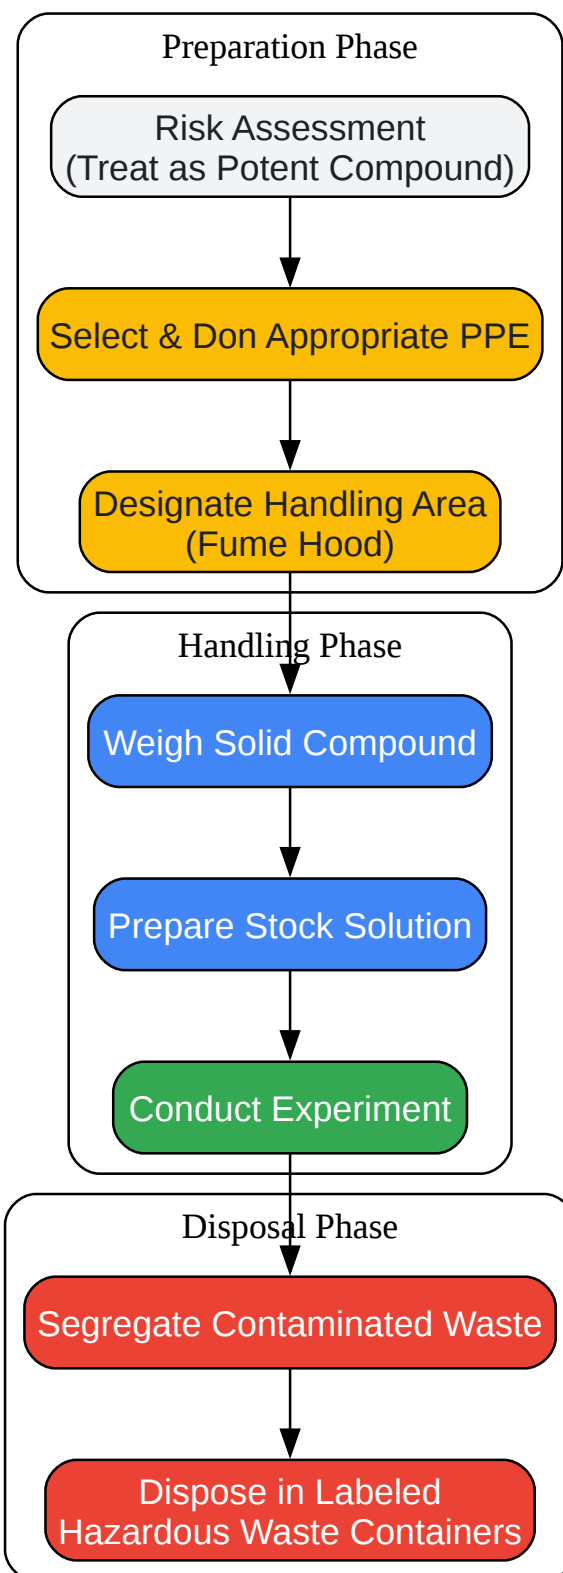 Preparation Phase
Risk Assessment
(Treat as Potent Compound)
Select & Don Appropriate PPE
Designate Handling Area
(Fume Hood)
Handling Phase
Weigh Solid Compound
Prepare Stock Solution
Conduct Experiment
Disposal Phase
Segregate Contaminated Waste
Dispose in Labeled
Hazardous Waste Containers